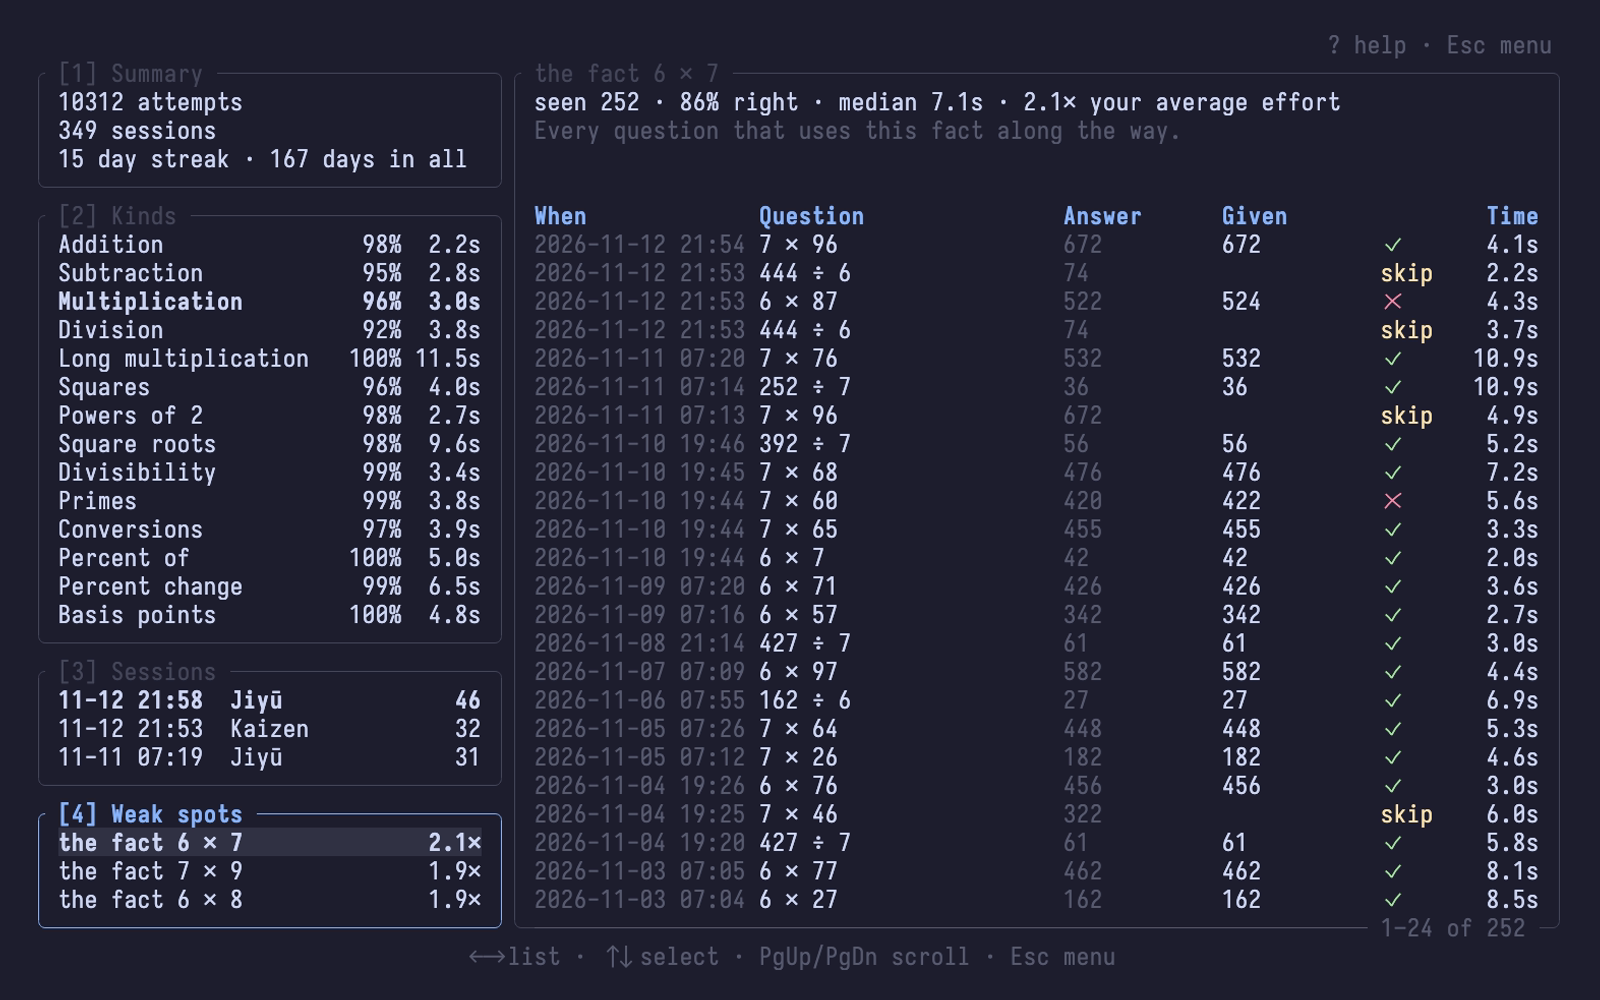 ? help · Esc menu
[1] Summary
10312 attempts
349 sessions
15 day streak · 167 days in all
[2] Kinds
Addition 98% 2.2s
Subtraction 95% 2.8s
Multiplication 96% 3.0s
Division 92% 3.8s
Long multiplication 100% 11.5s
Squares 96% 4.0s
Powers of 2 98% 2.7s
Square roots 98% 9.6s
Divisibility 99% 3.4s
Primes 99% 3.8s
Conversions 97% 3.9s
Percent of 100% 5.0s
Percent change 99% 6.5s
Basis points 100% 4.8s
[3] Sessions
11-12 21:58 Jiyū 46
11-12 21:53 Kaizen 32
11-11 07:19 Jiyū 31
[4] Weak spots
the fact 6 × 7 2.1×
the fact 7 × 9 1.9×
the fact 6 × 8 1.9×
the fact 6 × 7
seen 252 · 86% right · median 7.1s · 2.1× your average effort
Every question that uses this fact along the way.
When Question Answer Given Time
2026-11-12 21:54 7 × 96 672 672 ✓ 4.1s
2026-11-12 21:53 444 ÷ 6 74 skip 2.2s
2026-11-12 21:53 6 × 87 522 524 ✗ 4.3s
2026-11-12 21:53 444 ÷ 6 74 skip 3.7s
2026-11-11 07:20 7 × 76 532 532 ✓ 10.9s
2026-11-11 07:14 252 ÷ 7 36 36 ✓ 10.9s
2026-11-11 07:13 7 × 96 672 skip 4.9s
2026-11-10 19:46 392 ÷ 7 56 56 ✓ 5.2s
2026-11-10 19:45 7 × 68 476 476 ✓ 7.2s
2026-11-10 19:44 7 × 60 420 422 ✗ 5.6s
2026-11-10 19:44 7 × 65 455 455 ✓ 3.3s
2026-11-10 19:44 6 × 7 42 42 ✓ 2.0s
2026-11-09 07:20 6 × 71 426 426 ✓ 3.6s
2026-11-09 07:16 6 × 57 342 342 ✓ 2.7s
2026-11-08 21:14 427 ÷ 7 61 61 ✓ 3.0s
2026-11-07 07:09 6 × 97 582 582 ✓ 4.4s
2026-11-06 07:55 162 ÷ 6 27 27 ✓ 6.9s
2026-11-05 07:26 7 × 64 448 448 ✓ 5.3s
2026-11-05 07:12 7 × 26 182 182 ✓ 4.6s
2026-11-04 19:26 6 × 76 456 456 ✓ 3.0s
2026-11-04 19:25 7 × 46 322 skip 6.0s
2026-11-04 19:20 427 ÷ 7 61 61 ✓ 5.8s
2026-11-03 07:05 6 × 77 462 462 ✓ 8.1s
2026-11-03 07:04 6 × 27 162 162 ✓ 8.5s
1-24 of 252
←→list · ↑↓select · PgUp/PgDn scroll · Esc menu